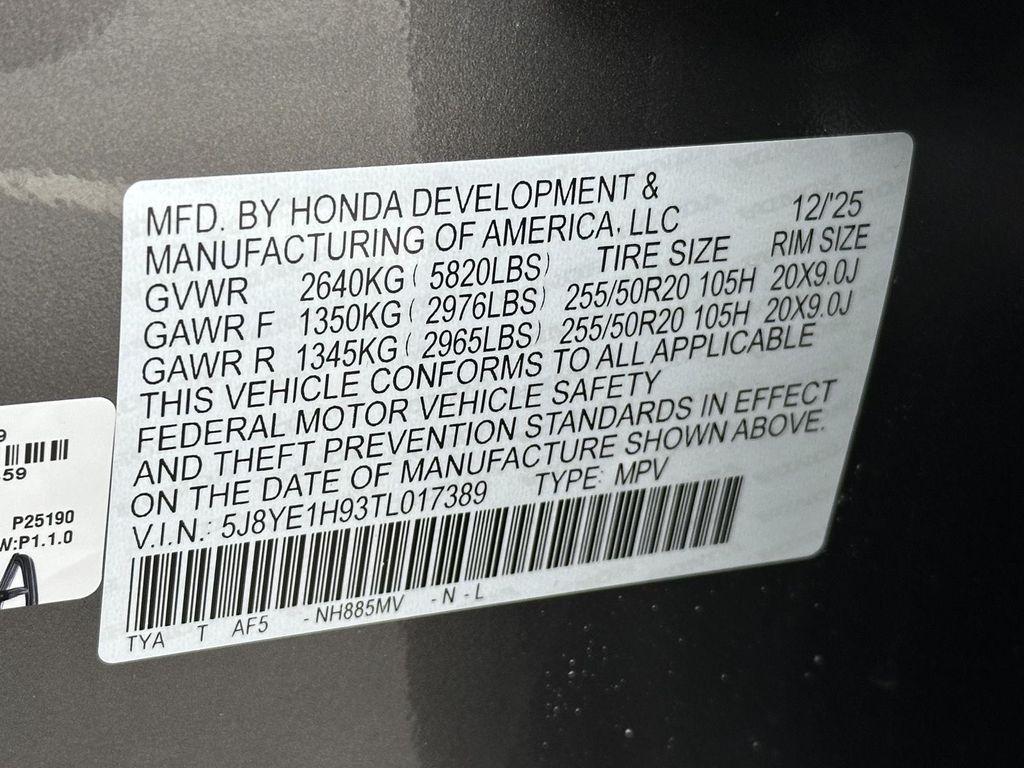 MFD. BY HONDA DEVELOPMENT &
MANUFACTURING OF AMERICA, LLC 12/'25
GVWR 2640KG ( 5820LBS) TIRE SIZE RIM SIZE
GAWR F 1350KG ( 2976LBS) 255/50R20 105H 20X9.0J
GAWR R 1345KG ( 2965LBS) 255/50R20 105H 20X9.0J
THIS VEHICLE CONFORMS TO ALL APPLICABLE
FEDERAL MOTOR VEHICLE SAFETY
AND THEFT PREVENTION STANDARDS IN EFFECT
ON THE DATE OF MANUFACTURE SHOWN ABOVE.
V.I.N.: 5J8YE1H93TL017389 TYPE: MPV
TYA T AF5 -NH885MV -N-L
9
59
P25190
W:P1.1.0